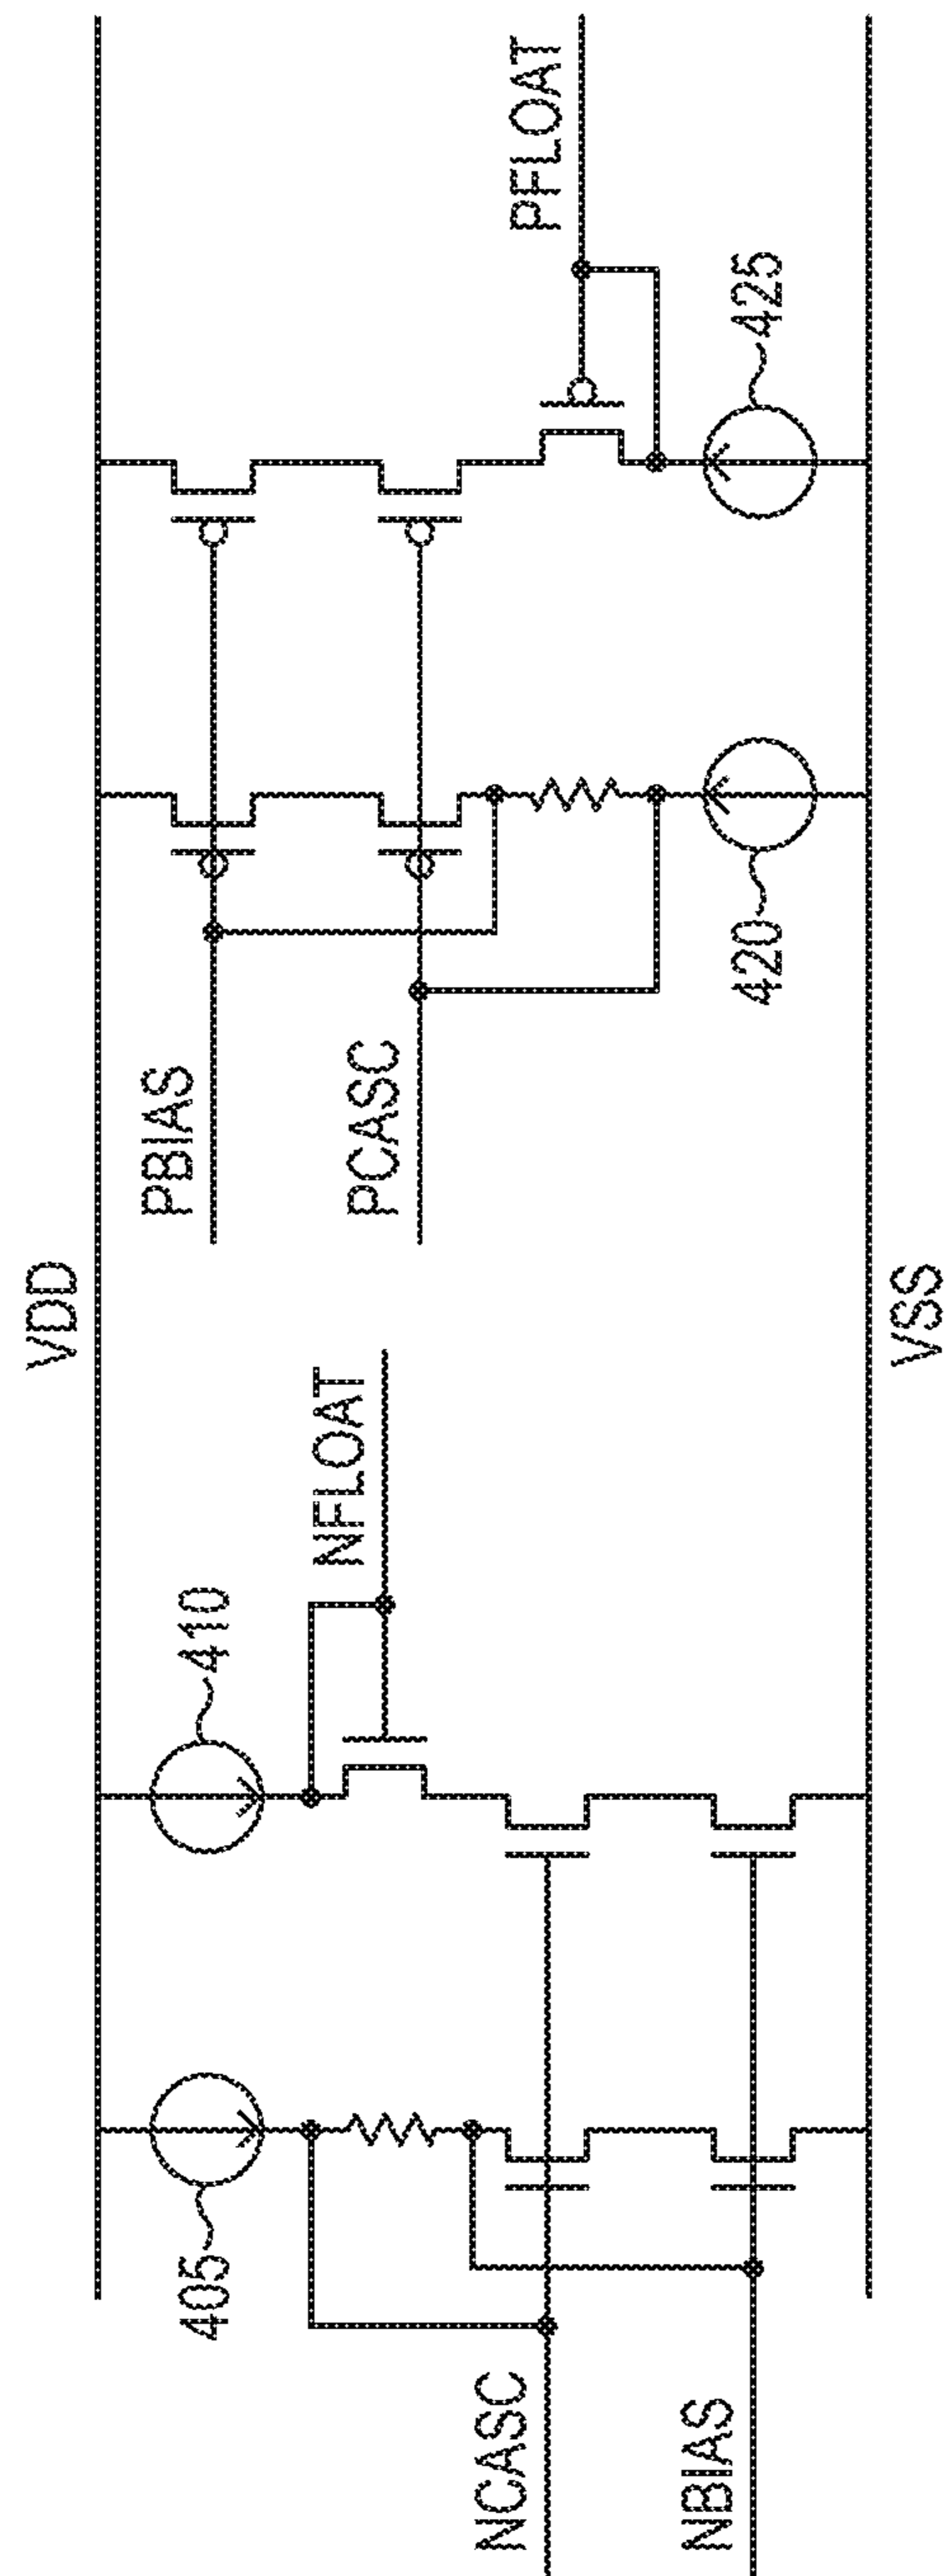 VDD
405
410
NFLOAT
PBIAS
PCASC
PFLOAT
NCASC
NBIAS
420
425
VSS